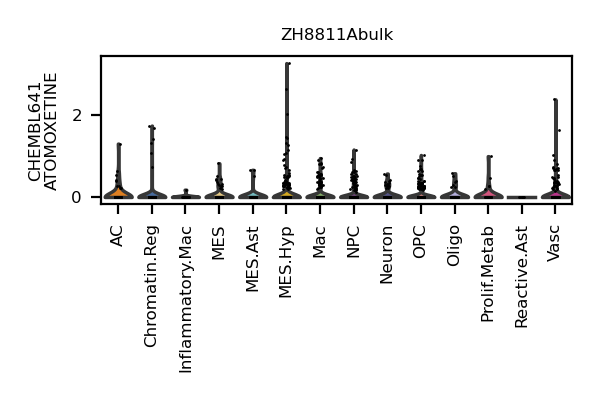 ZH8811Abulk
CHEMBL641
ATOMOXETINE
2
0
AC
Chromatin.Reg
Inflammatory.Mac
MES
MES.Ast
MES.Hyp
Mac
NPC
Neuron
OPC
Oligo
Prolif.Metab
Reactive.Ast
Vasc